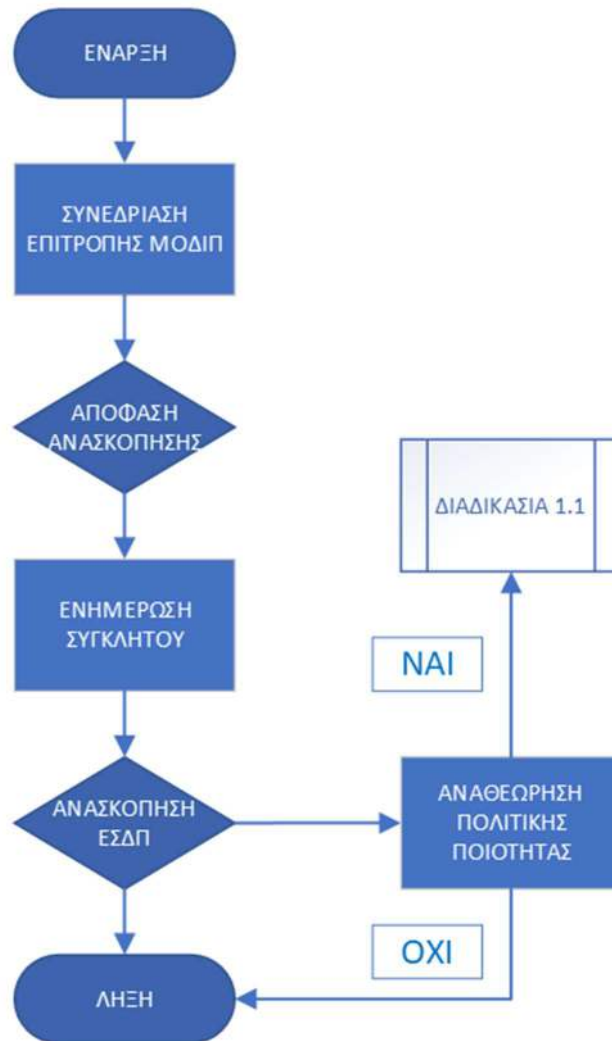 ΕΝΑΡΞΗ
ΣΥΝΕΔΡΙΑΣΗ
ΕΠΙΤΡΟΠΗΣ ΜΟΔΙΠ
ΑΠΟΦΑΣΗ
ΑΝΑΣΚΟΠΗΣΗΣ
ΔΙΑΔΙΚΑΣΙΑ 1.1
ΕΝΗΜΕΡΩΣΗ
ΣΥΓΚΛΗΤΟΥ
ΝΑΙ
ΑΝΑΣΚΟΠΗΣΗ
ΕΣΔΠ
ΑΝΑΘΕΩΡΗΣΗ
ΠΟΛΙΤΙΚΗΣ
ΠΟΙΟΤΗΤΑΣ
ΟΧΙ
ΛΗΞΗ